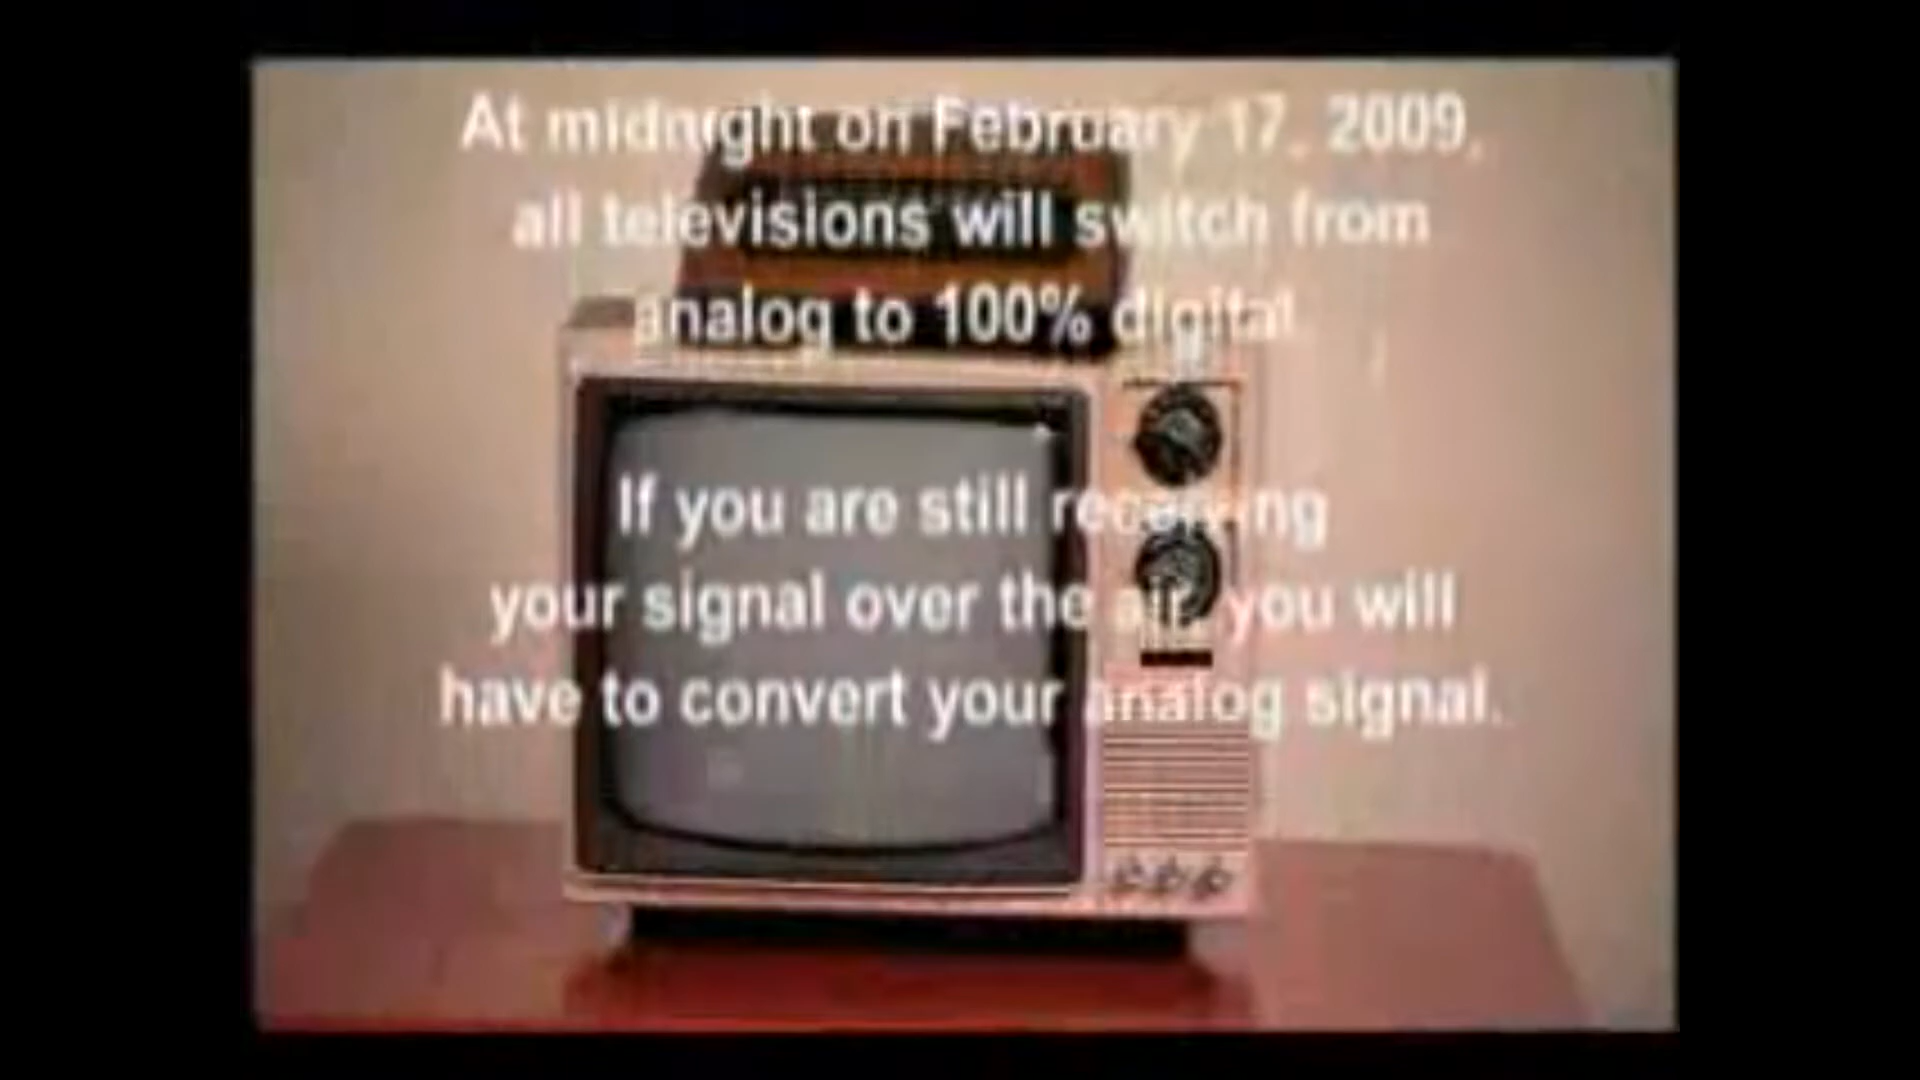 At midnight on February 17, 2009,
all televisions will switch from
analog to 100% digital.
If you are still receiving
your signal over the air, you will
have to convert your analog signal.